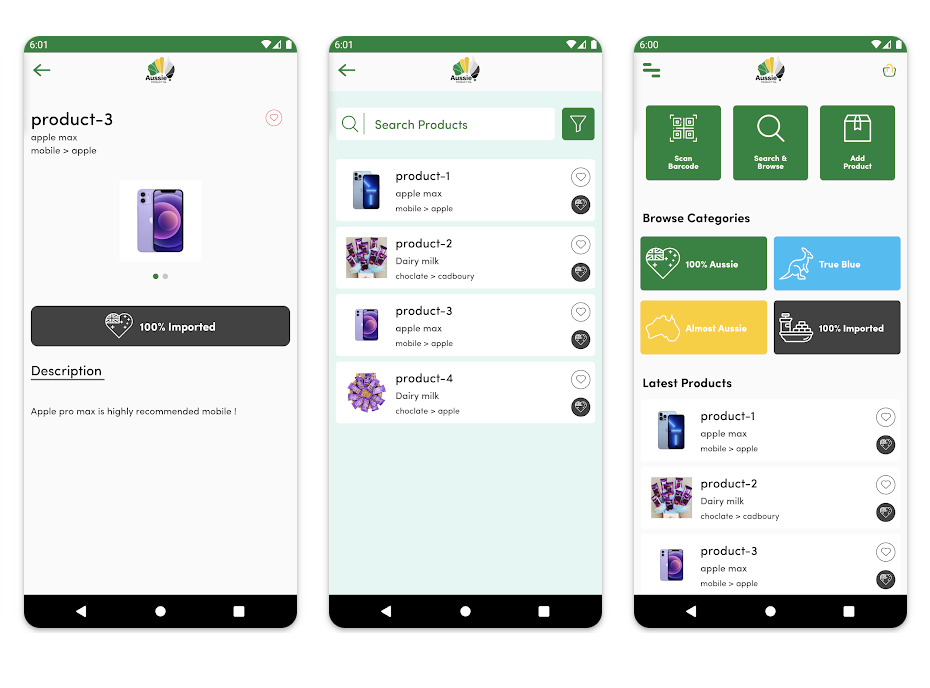 6:01
Aussie
product-3
apple max
mobile > apple
100% Imported
Description
Apple pro max is highly recommended mobile !
6:01
Aussie
Search Products
product-1
apple max
mobile > apple
product-2
Dairy milk
choclate > cadboury
product-3
apple max
mobile > apple
product-4
Dairy milk
choclate > apple
6:00
Aussie
Scan
Barcode
Search &
Browse
Add
Product
Browse Categories
100% Aussie
True Blue
Almost Aussie
100% Imported
Latest Products
product-1
apple max
mobile > apple
product-2
Dairy milk
choclate > cadboury
product-3
apple max
mobile > apple